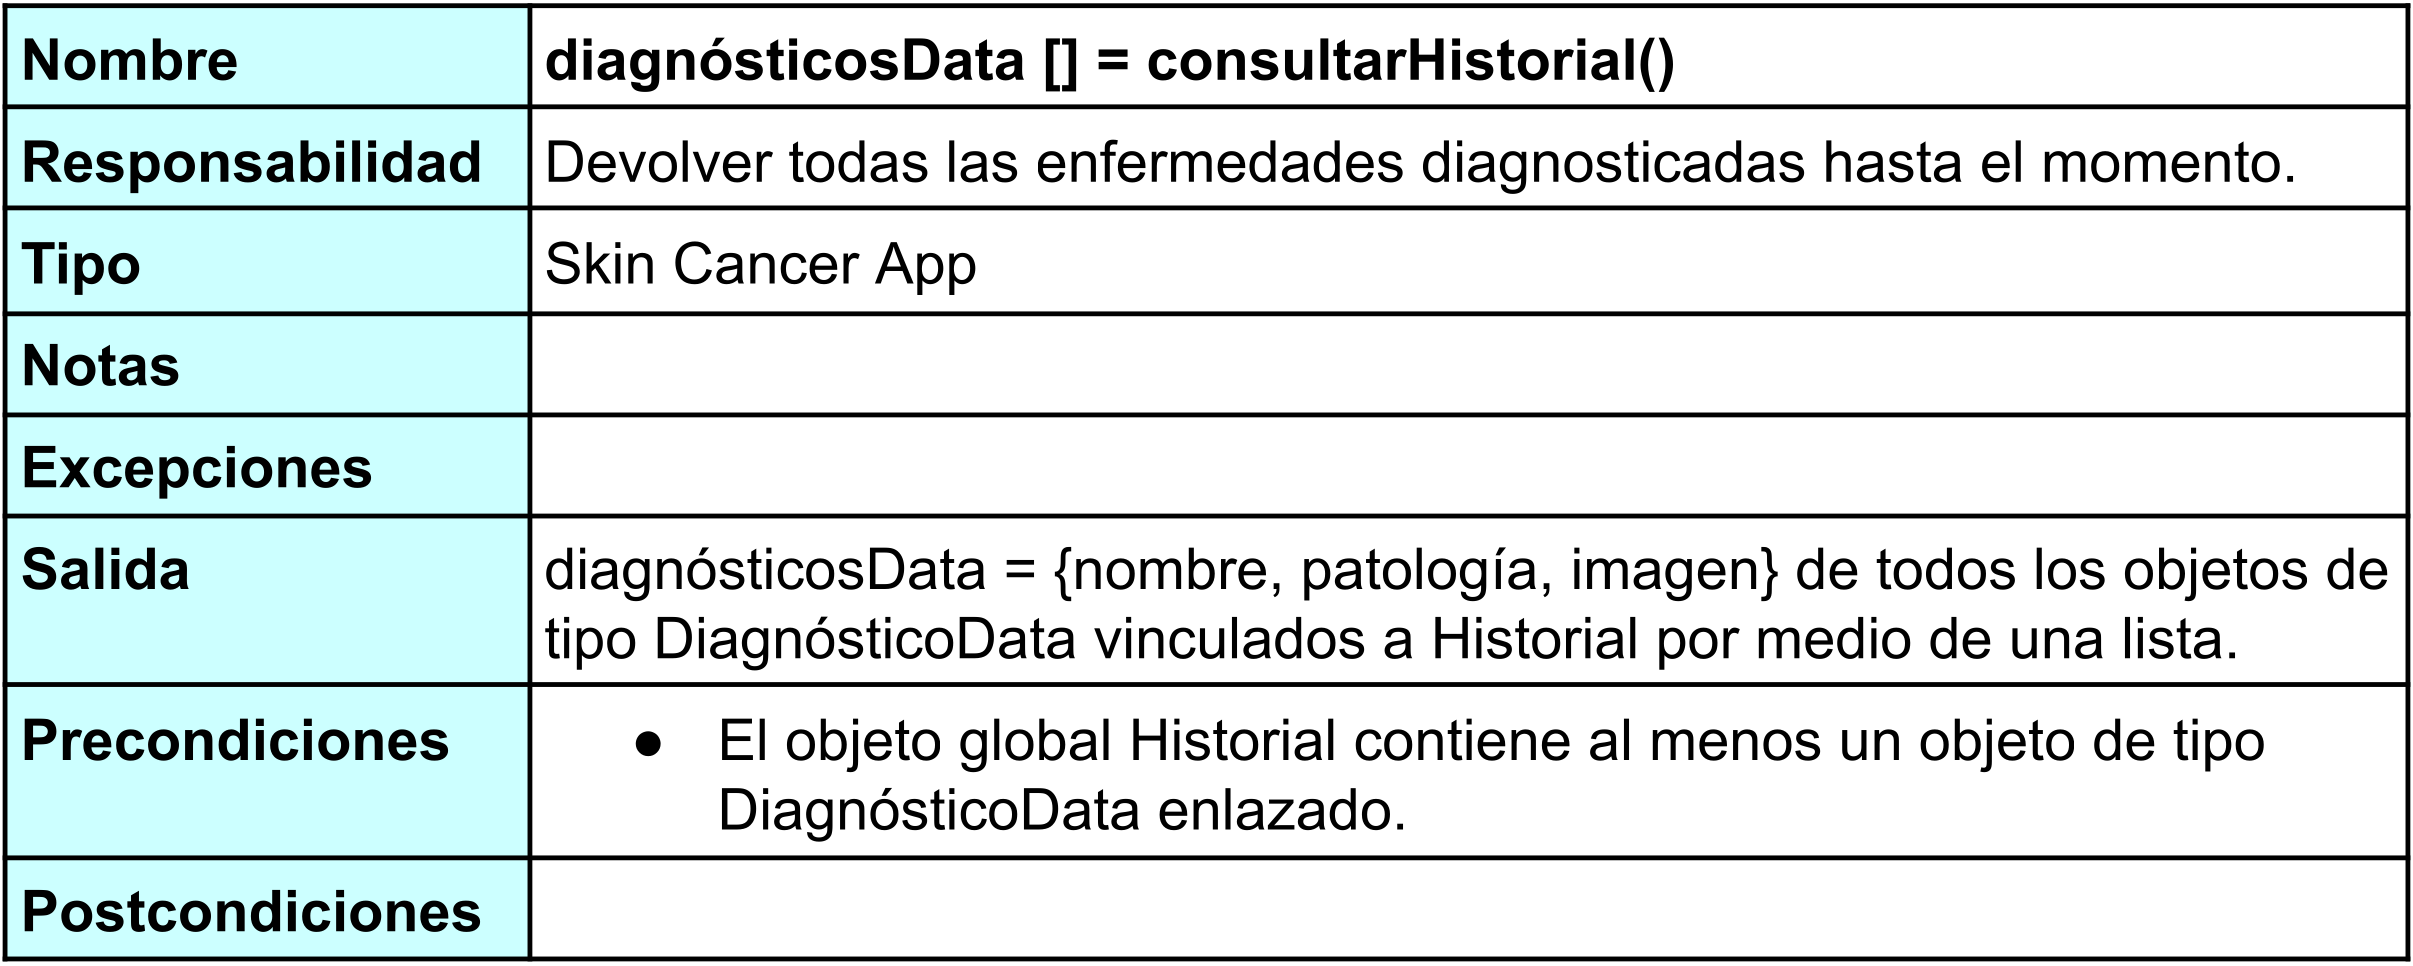 Nombre diagnósticosData [] = consultarHistorial()
Responsabilidad Devolver todas las enfermedades diagnosticadas hasta el momento.
Tipo Skin Cancer App
Notas
Excepciones
Salida diagnósticosData = {nombre, patología, imagen} de todos los objetos de
tipo DiagnósticoData vinculados a Historial por medio de una lista.
Precondiciones ● El objeto global Historial contiene al menos un objeto de tipo
DiagnósticoData enlazado.
Postcondiciones